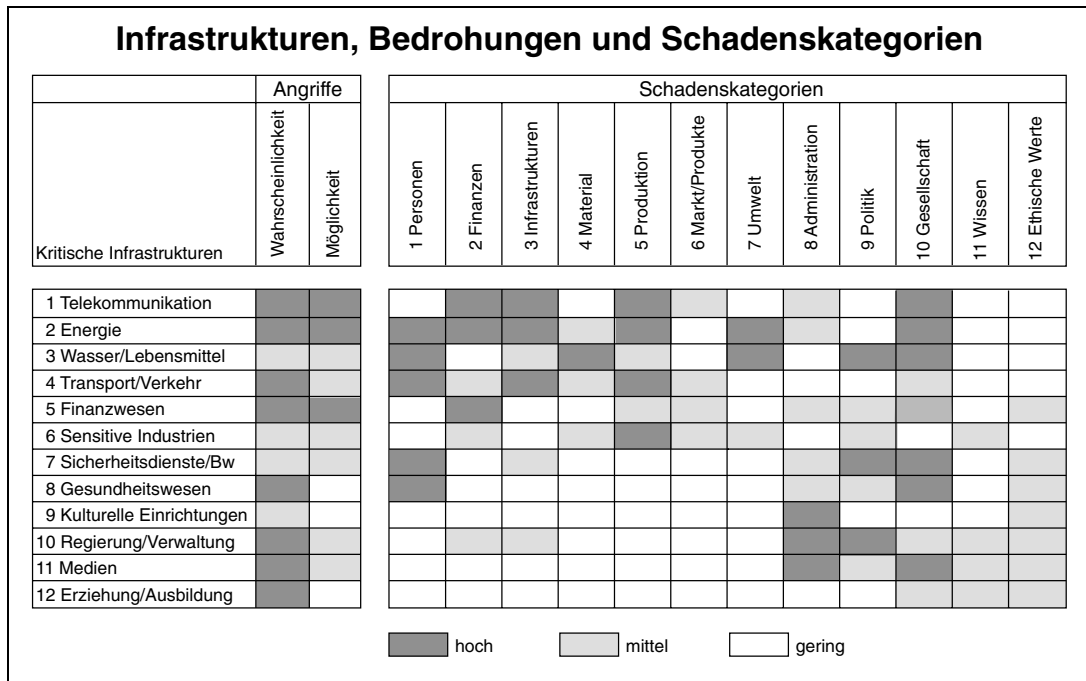 Infrastrukturen, Bedrohungen und Schadenskategorien
Angriffe
Schadenskategorien
Kritische Infrastrukturen
Wahrscheinlichkeit
Möglichkeit
1 Personen
2 Finanzen
3 Infrastrukturen
4 Material
5 Produktion
6 Markt/Produkte
7 Umwelt
8 Administration
9 Politik
10 Gesellschaft
11 Wissen
12 Ethische Werte
1 Telekommunikation
2 Energie
3 Wasser/Lebensmittel
4 Transport/Verkehr
5 Finanzwesen
6 Sensitive Industrien
7 Sicherheitsdienste/Bw
8 Gesundheitswesen
9 Kulturelle Einrichtungen
10 Regierung/Verwaltung
11 Medien
12 Erziehung/Ausbildung
hoch
mittel
gering